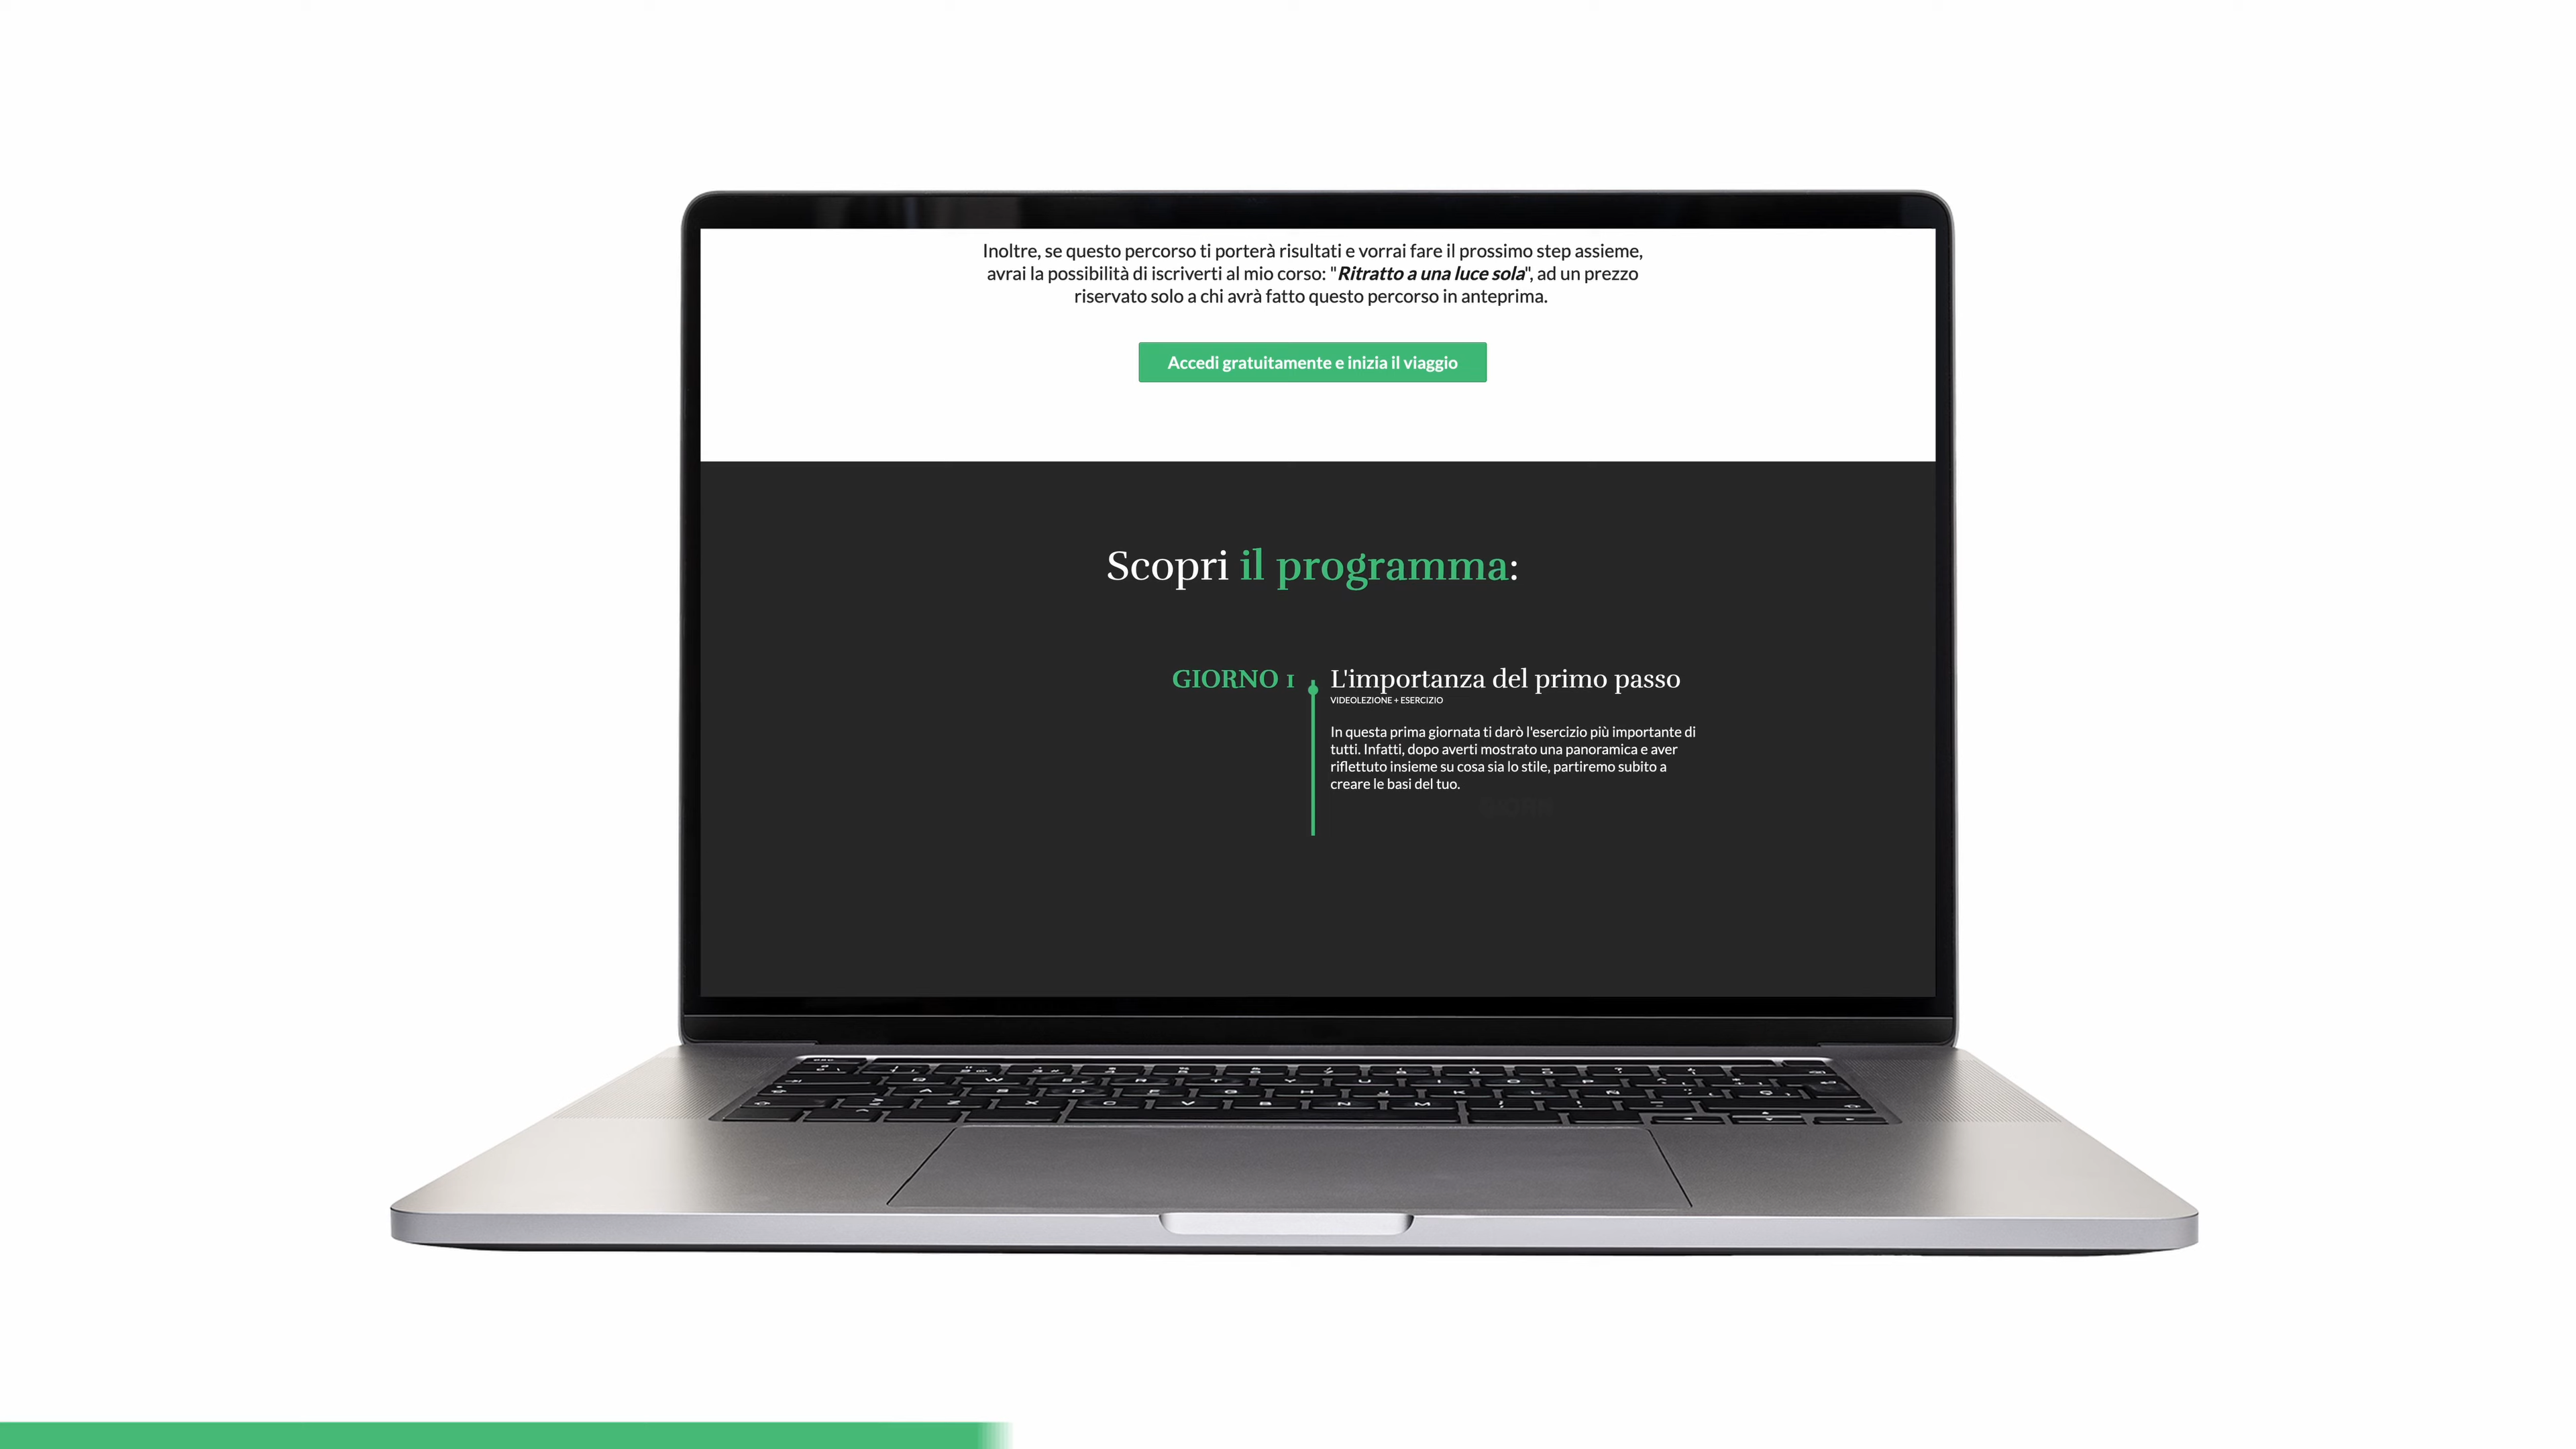 Inoltre, se questo percorso ti porterà risultati e vorrai fare il prossimo step assieme,
avrai la possibilità di iscriverti al mio corso: "Ritratto a una luce sola", ad un prezzo
riservato solo a chi avrà fatto questo percorso in anteprima.
Accedi gratuitamente e inizia il viaggio
Scopri il programma:
GIORNO 1
L'importanza del primo passo
VIDEOLEZIONE + ESERCIZIO
In questa prima giornata ti darò l'esercizio più importante di
tutti. Infatti, dopo averti mostrato una panoramica e aver
riflettuto insieme su cosa sia lo stile, partiremo subito a
creare le basi del tuo.